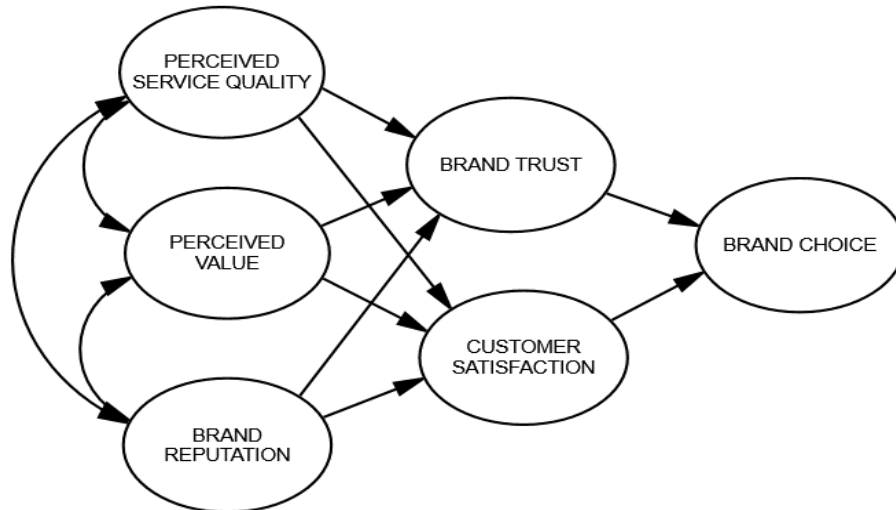 PERCEIVED
SERVICE QUALITY
BRAND TRUST
PERCEIVED
VALUE
BRAND CHOICE
CUSTOMER
SATISFACTION
BRAND
REPUTATION